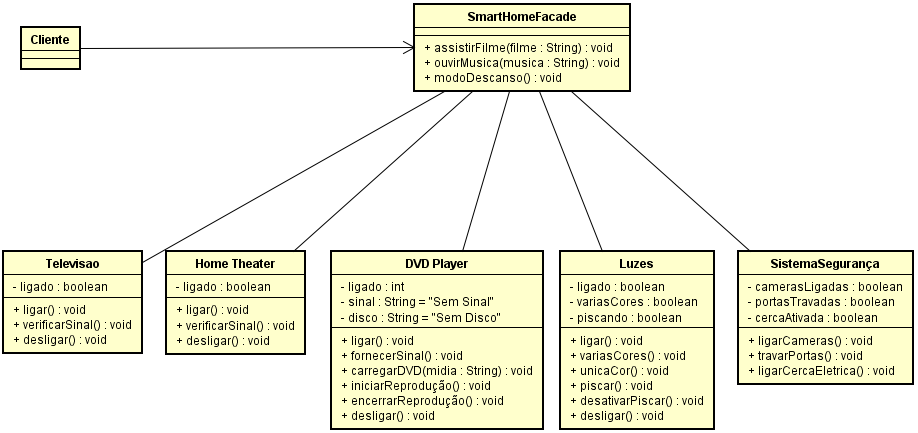 SmartHomeFacade
+ assistirFilme(filme : String) : void
+ ouvirMusica(musica : String) : void
+ modoDescanso() : void
Cliente
Televisao
- ligado : boolean
+ ligar() : void
+ verificarSinal() : void
+ desligar() : void
Home Theater
- ligado : boolean
+ ligar() : void
+ verificarSinal() : void
+ desligar() : void
DVD Player
- ligado : int
- sinal : String = "Sem Sinal"
- disco : String = "Sem Disco"
+ ligar() : void
+ fornecerSinal() : void
+ carregarDVD(midia : String) : void
+ iniciarReprodução() : void
+ encerrarReprodução() : void
+ desligar() : void
Luzes
- ligado : boolean
- variasCores : boolean
- piscando : boolean
+ ligar() : void
+ variasCores() : void
+ unicaCor() : void
+ piscar() : void
+ desativarPiscar() : void
+ desligar() : void
SistemaSegurança
- camerasLigadas : boolean
- portasTravadas : boolean
- cercaAtivada : boolean
+ ligarCameras() : void
+ travarPortas() : void
+ ligarCercaEletrica() : void